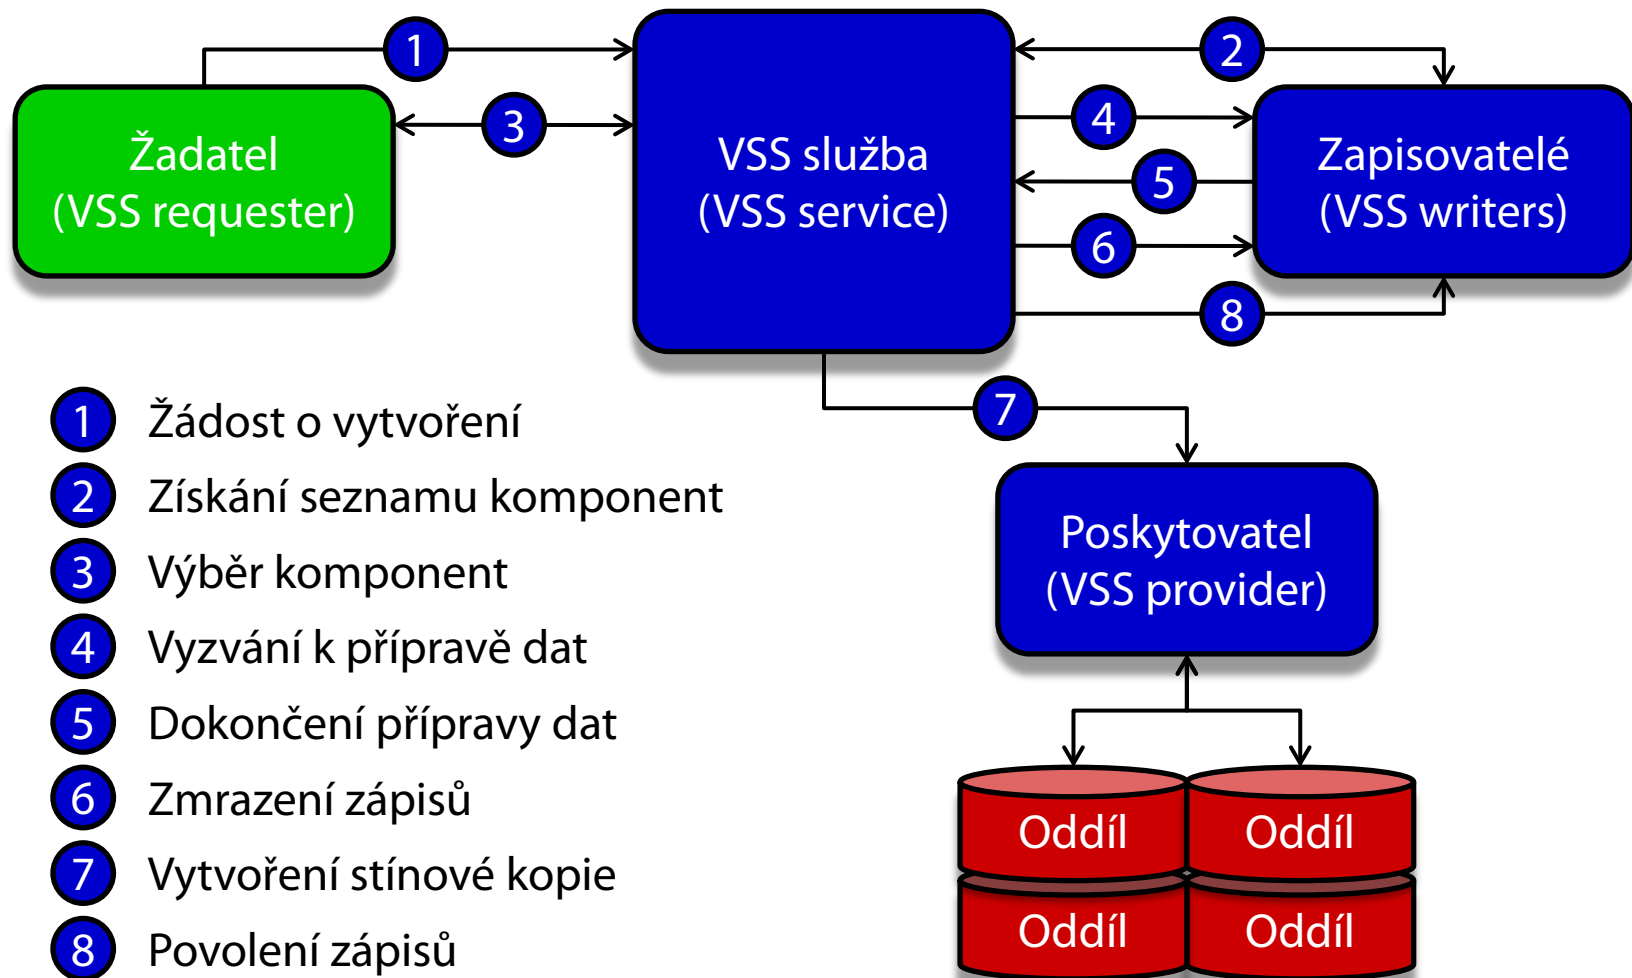 1
2
3
4
5
6
8
7
Žadatel
(VSS requester)
VSS služba
(VSS service)
Zapisovatelé
(VSS writers)
1 Žádost o vytvoření
2 Získání seznamu komponent
3 Výběr komponent
4 Vyzvání k přípravě dat
5 Dokončení přípravy dat
6 Zmrazení zápisů
7 Vytvoření stínové kopie
8 Povolení zápisů
Poskytovatel
(VSS provider)
Oddíl
Oddíl
Oddíl
Oddíl